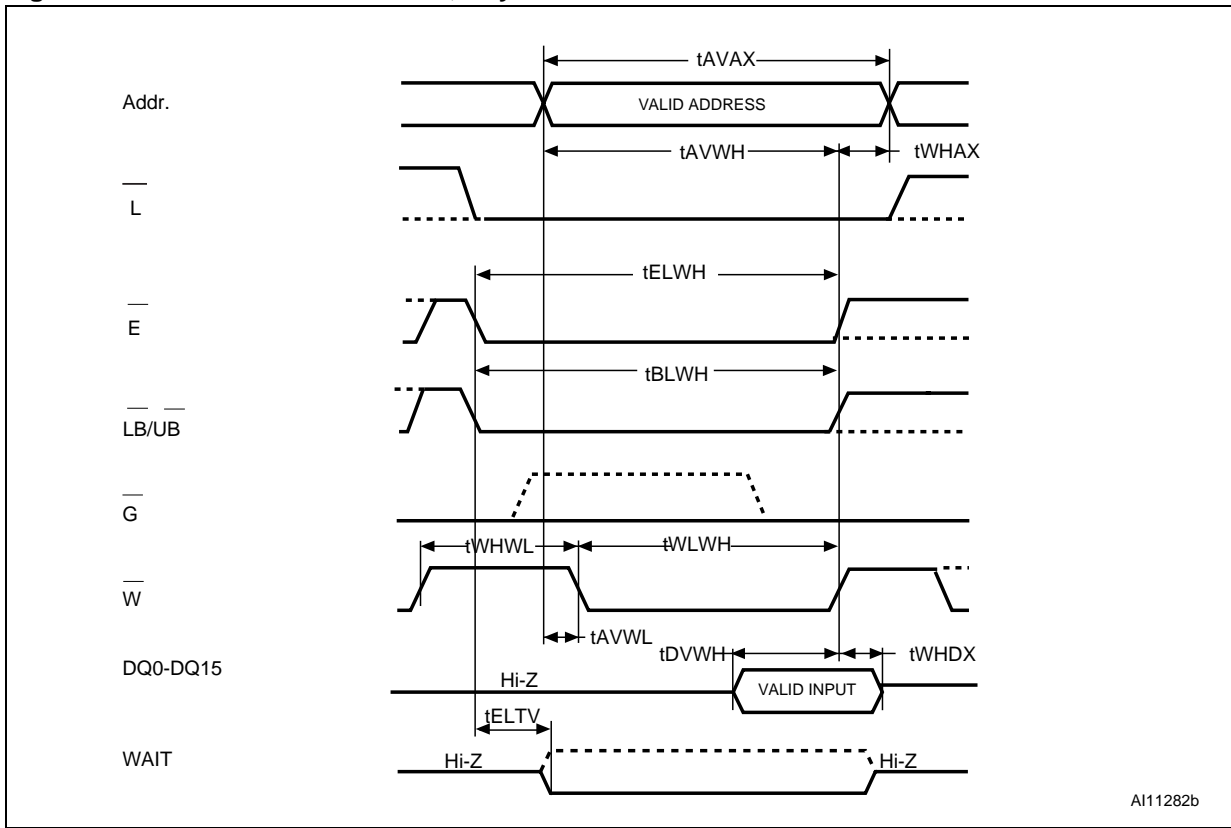 tAVAX
Addr.
VALID ADDRESS
tAVWH
tWHAX
L
tELWH
E
tBLWH
LB/UB
G
tWHWL
tWLWH
W
tAVWL
tDVWH
tWHDX
DQ0-DQ15
Hi-Z
VALID INPUT
tELTV
WAIT
Hi-Z
Hi-Z
AI11282b